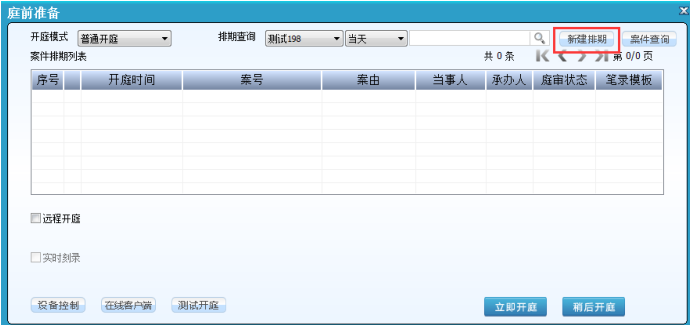 庭前准备
开庭模式 普通开庭 排期查询 测试198 当天 新建排期 案件查询
案件排期列表 共 0 条 第 0/0 页
序号 开庭时间 案号 案由 当事人 承办人 庭审状态 笔录模板
远程开庭
实时刻录
设备控制 在线客户端 测试开庭 立即开庭 稍后开庭